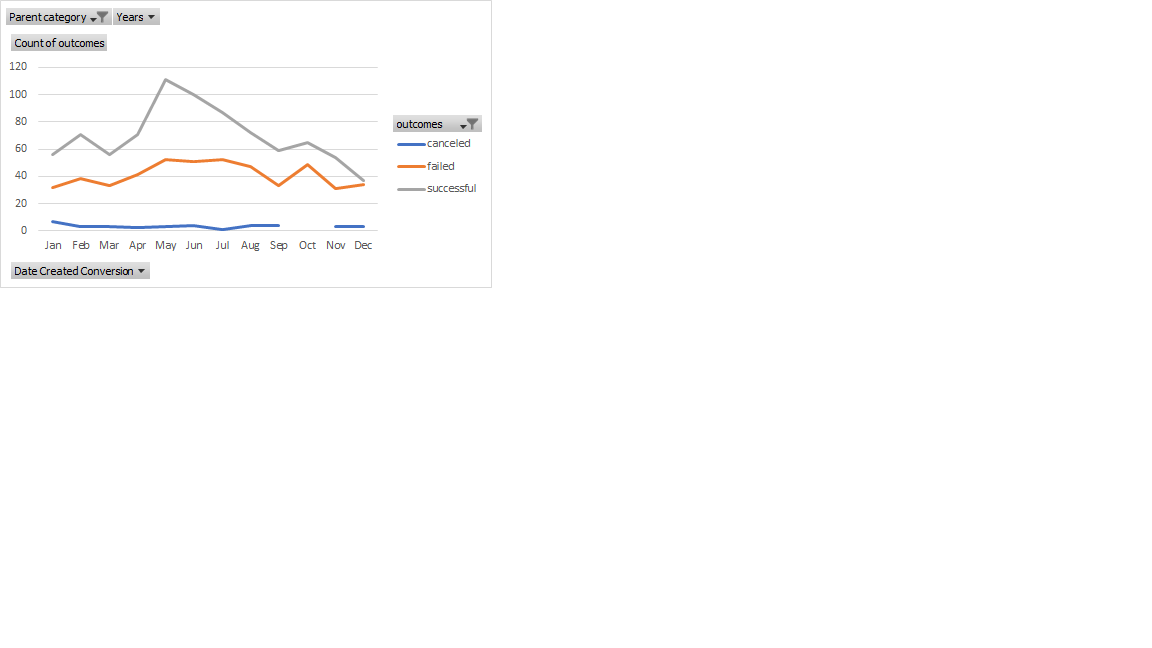 Parent category Years
Count of outcomes
120
100
80
60
40
20
0
Jan Feb Mar Apr May Jun Jul Aug Sep Oct Nov Dec
outcomes
canceled
failed
successful
Date Created Conversion